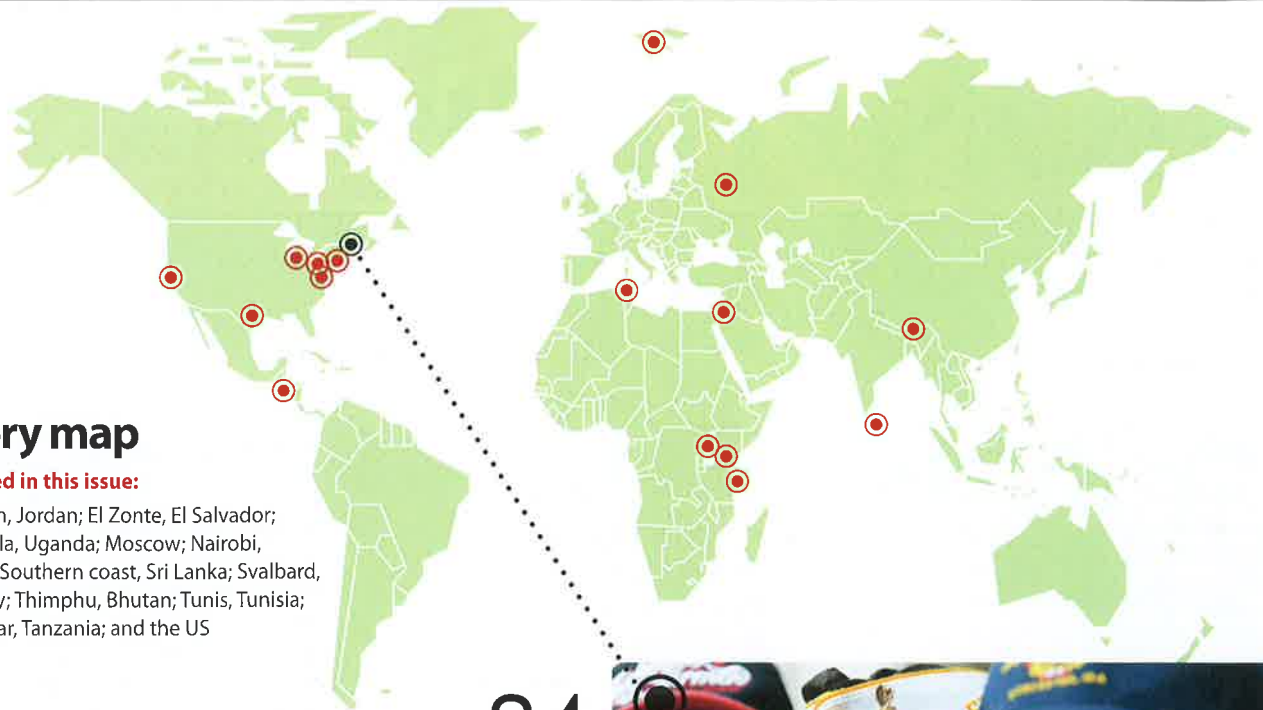 ry map
d in this issue:
n, Jordan; El Zonte, El Salvador;
la, Uganda; Moscow; Nairobi,
Southern coast, Sri Lanka; Svalbard,
y; Thimphu, Bhutan; Tunis, Tunisia;
ar, Tanzania; and the US